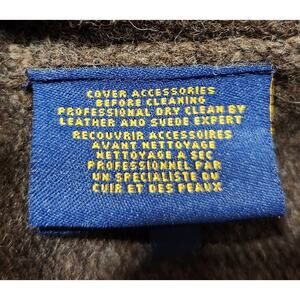 COVER ACCESSORIES
BEFORE CLEANING
PROFESSIONAL DRY CLEAN BY
LEATHER AND SUEDE EXPERT
RECOUVRIR ACCESSOIRES
AVANT NETTOYAGE
NETTOYAGE A SEC
PROFESSIONNEL PAR
UN SPECIALISTE DU
CUIR ET DES PEAUX